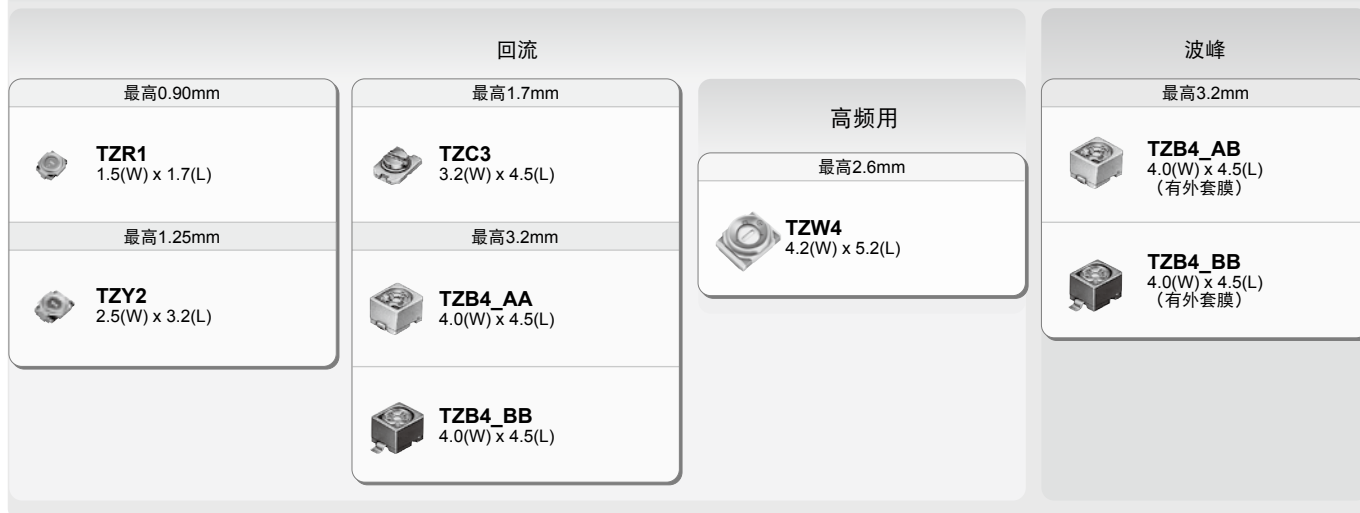 回流
最高0.90mm
TZR1
1.5(W) x 1.7(L)
最高1.25mm
TZY2
2.5(W) x 3.2(L)
最高1.7mm
TZC3
3.2(W) x 4.5(L)
最高3.2mm
TZB4_AA
4.0(W) x 4.5(L)
TZB4_BB
4.0(W) x 4.5(L)
高频用
最高2.6mm
TZW4
4.2(W) x 5.2(L)
波峰
最高3.2mm
TZB4_AB
4.0(W) x 4.5(L)
（有外套膜）
TZB4_BB
4.0(W) x 4.5(L)
（有外套膜）